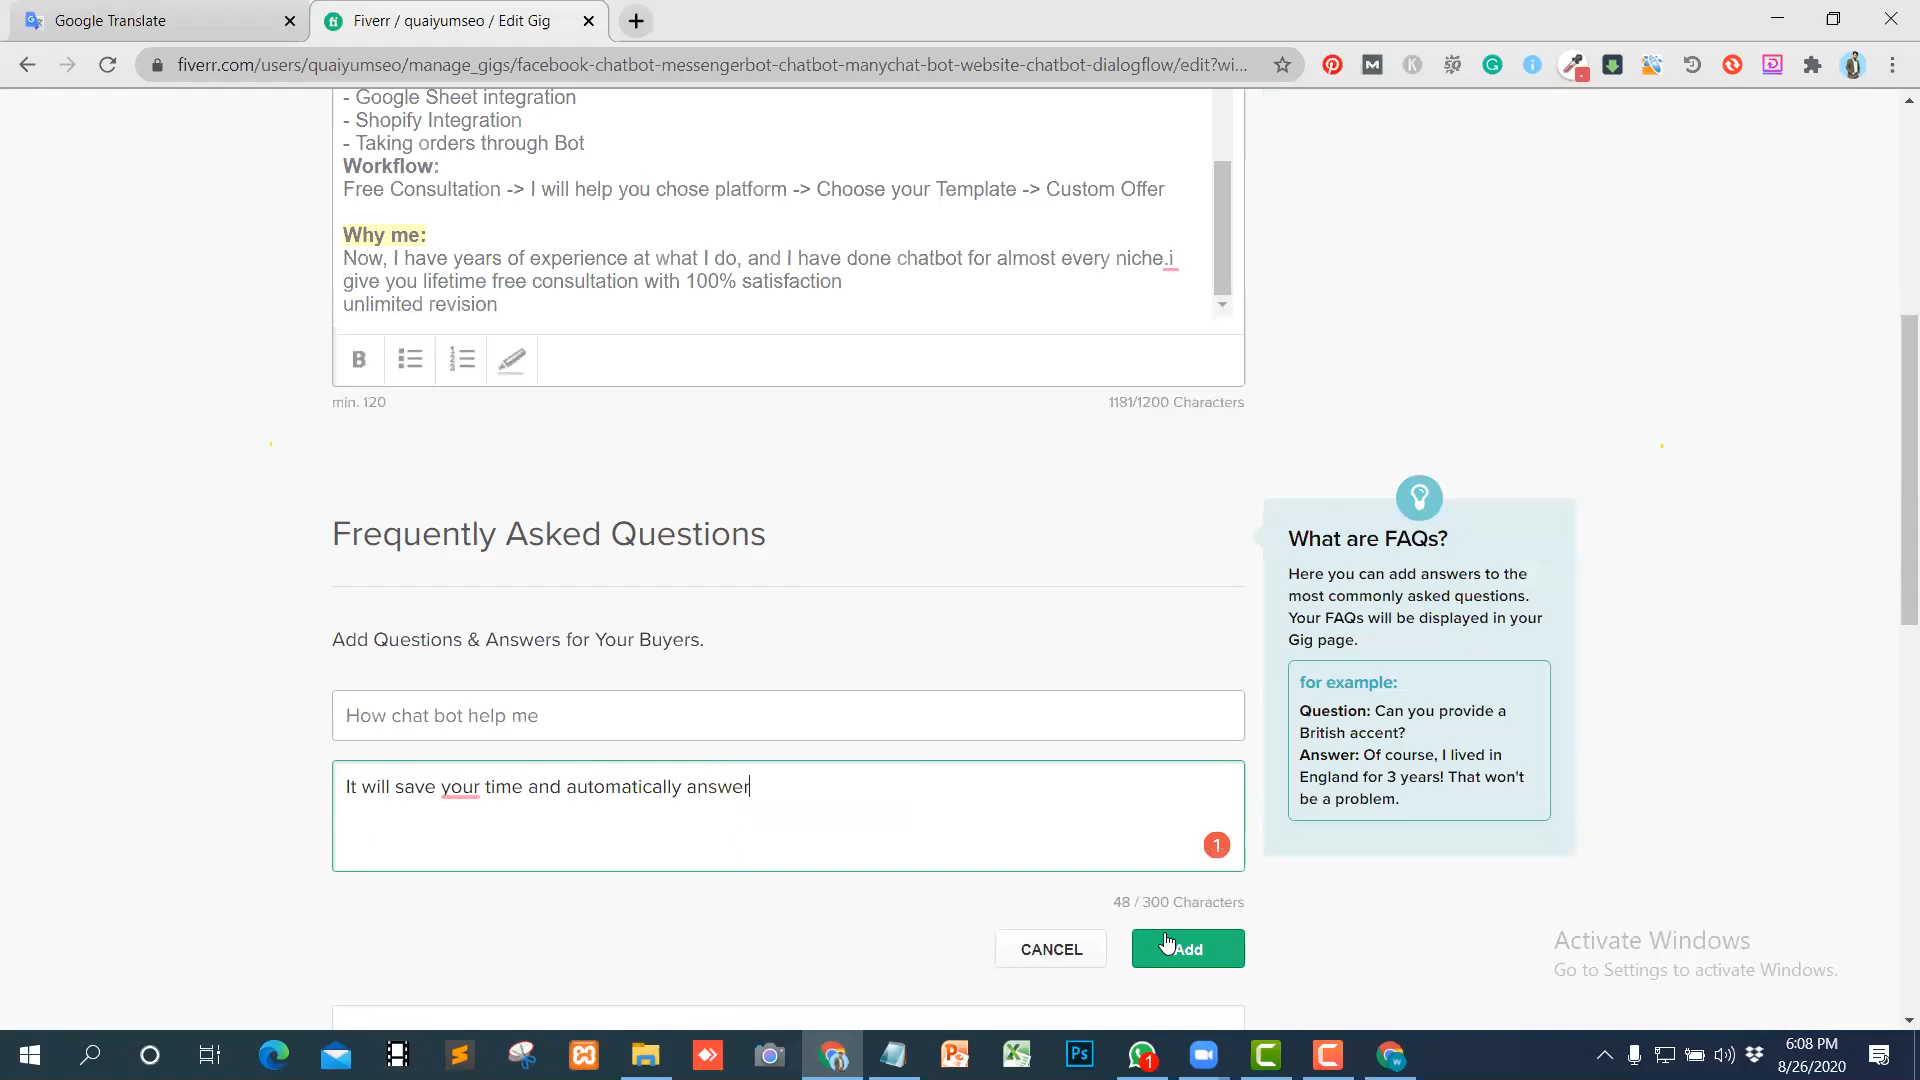 Google Translate
Fiverr / quaiyumseo / Edit Gig
fiverr.com/users/quaiyumseo/manage_gigs/facebook-chatbot-messengerbot-chatbot-manychat-bot-website-chatbot-dialogflow/edit?wi...
- Google Sheet integration
- Shopify Integration
- Taking orders through Bot
Workflow:
Free Consultation -> I will help you chose platform -> Choose your Template -> Custom Offer
Why me:
Now, I have years of experience at what I do, and I have done chatbot for almost every niche.i
give you lifetime free consultation with 100% satisfaction
unlimited revision
B
min. 120
1181/1200 Characters
Frequently Asked Questions
Add Questions & Answers for Your Buyers.
How chat bot help me
It will save your time and automatically answer
1
48 / 300 Characters
CANCEL
Add
What are FAQs?
Here you can add answers to the
most commonly asked questions.
Your FAQs will be displayed in your
Gig page.
for example:
Question: Can you provide a
British accent?
Answer: Of course, I lived in
England for 3 years! That won't
be a problem.
Activate Windows
Go to Settings to activate Windows.
6:08 PM
8/26/2020